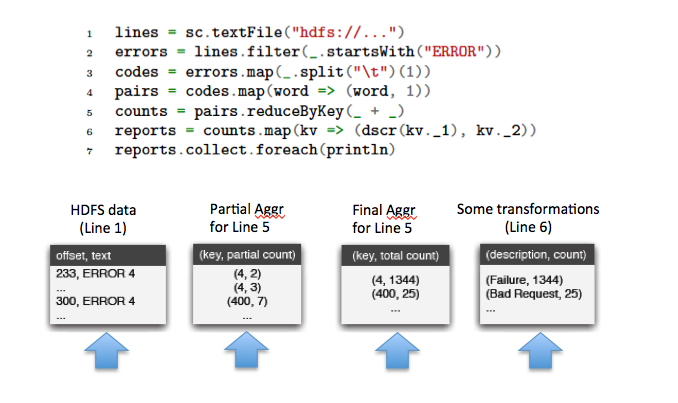 1 lines = sc.textFile("hdfs://...")
2 errors = lines.filter(_.startsWith("ERROR"))
3 codes = errors.map(_.split("\t")(1))
4 pairs = codes.map(word => (word, 1))
5 counts = pairs.reduceByKey(_ + _)
6 reports = counts.map(kv => (dscr(kv._1), kv._2))
7 reports.collect.foreach(println)
HDFS data
(Line 1)
offset, text
233, ERROR 4
...
300, ERROR 4
...
Partial Aggr
for Line 5
(key, partial count)
(4, 2)
(4, 3)
(400, 7)
...
Final Aggr
for Line 5
(key, total count)
(4, 1344)
(400, 25)
...
Some transformations
(Line 6)
(description, count)
(Failure, 1344)
(Bad Request, 25)
...